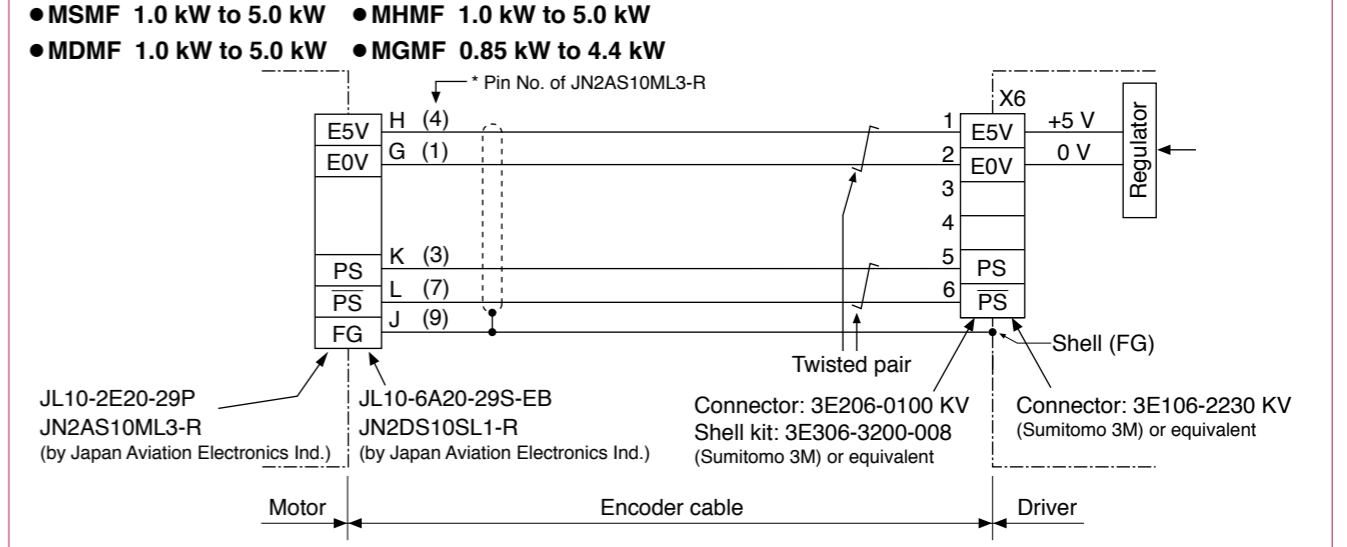 ●MSMF 1.0 kW to 5.0 kW ●MHMF 1.0 kW to 5.0 kW
●MDMF 1.0 kW to 5.0 kW ●MGMF 0.85 kW to 4.4 kW
* Pin No. of JN2AS10ML3-R
X6
E5V H (4) 1 E5V +5 V
E0V G (1) 2 E0V 0 V
Regulator
3
4
PS K (3) 5 PS
P̅S̅ L (7) 6 P̅S̅
FG J (9)
Shell (FG)
Twisted pair
JL10-2E20-29P
JN2AS10ML3-R
(by Japan Aviation Electronics Ind.)
JL10-6A20-29S-EB
JN2DS10SL1-R
(by Japan Aviation Electronics Ind.)
Connector: 3E206-0100 KV
Shell kit: 3E306-3200-008
(Sumitomo 3M) or equivalent
Connector: 3E106-2230 KV
(Sumitomo 3M) or equivalent
Motor Encoder cable Driver